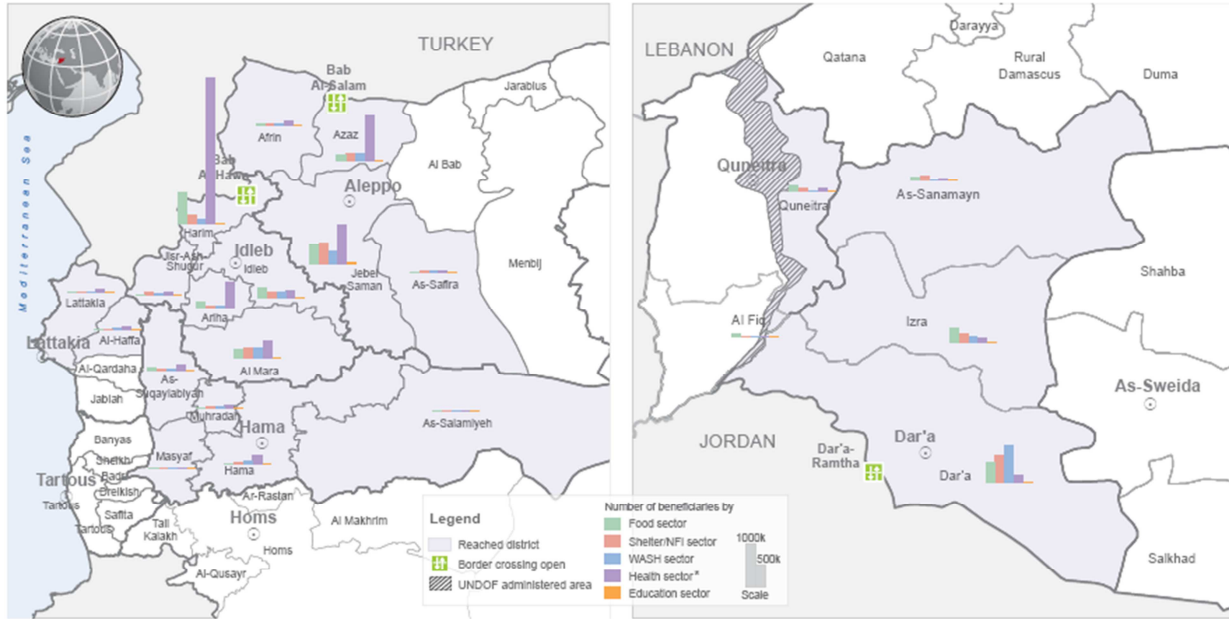 TURKEY
Bab
Al-Salam
Jarablus
Afrin
Azaz
Al Bab
Bab
Al-Hawa
Aleppo
Mediterranean Sea
Harim
Jisr-Ash-
Shugur
Idleb
Idleb
Jebel
Saman
As-Safira
Menbij
Lattakia
Ariha
Al-Haffa
Lattakia
Al Mara
Al-Qardaha
As-
Suqaylabiyah
Jablah
Muhradah
As-Salamiyeh
Banyas
Hama
Sheikh
Badr
Masyaf
Hama
Tartous
Dreikish
Tartous
Safita
Ar-Rastan
Tartous
Tall
Kalakh
Homs
Homs
Al Makhrim
Al-Qusayr
LEBANON
Qatana
Darayya
Rural
Damascus
Duma
Quneitra
Quneitra
As-Sanamayn
Shahba
Al Fiq
Izra
As-Sweida
JORDAN
Dar'a-
Ramtha
Dar'a
Dar'a
Salkhad
Legend
Reached district
Border crossing open
UNDOF administered area
Number of beneficiaries by
Food sector
Shelter/NFI sector
WASH sector
Health sector*
Education sector
1000k
500k
Scale